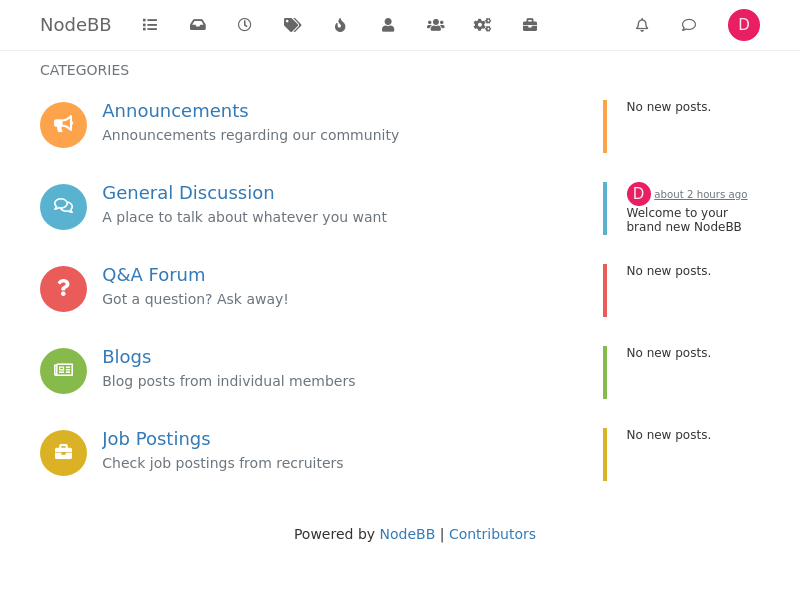 NodeBB
D
CATEGORIES
Announcements
Announcements regarding our community
No new posts.
General Discussion
A place to talk about whatever you want
D about 2 hours ago
Welcome to your
brand new NodeBB
Q&A Forum
Got a question? Ask away!
No new posts.
Blogs
Blog posts from individual members
No new posts.
Job Postings
Check job postings from recruiters
No new posts.
Powered by NodeBB | Contributors